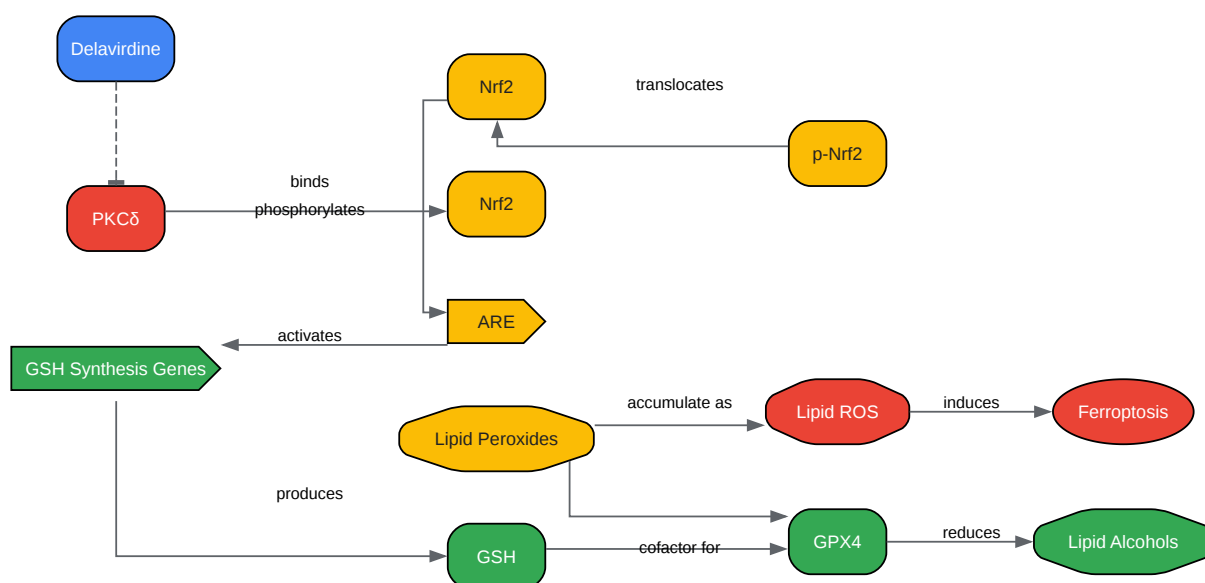 Delavirdine
Nrf2
translocates
p-Nrf2
binds
phosphorylates
PKCδ
Nrf2
ARE
activates
GSH Synthesis Genes
accumulate as
Lipid ROS
induces
Ferroptosis
Lipid Peroxides
produces
GSH
cofactor for
GPX4
reduces
Lipid Alcohols